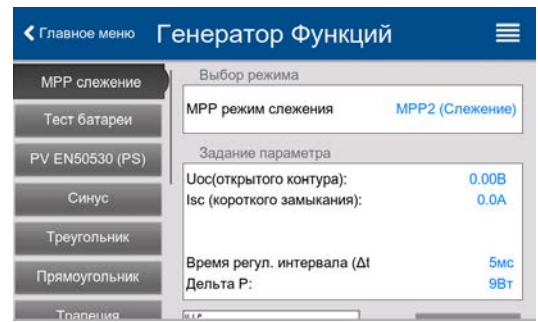 Главное меню Генератор Функций
MPP слежение
Тест батареи
PV EN50530 (PS)
Синус
Треугольник
Прямоугольник
Трапеция
Выбор режима
MPP режим слежения MPP2 (Слежение)
Задание параметра
Uoc(открытого контура): 0.00В
Isc (короткого замыкания): 0.0A
Время регул. интервала (Δt 5мс
Дельта P: 9Вт